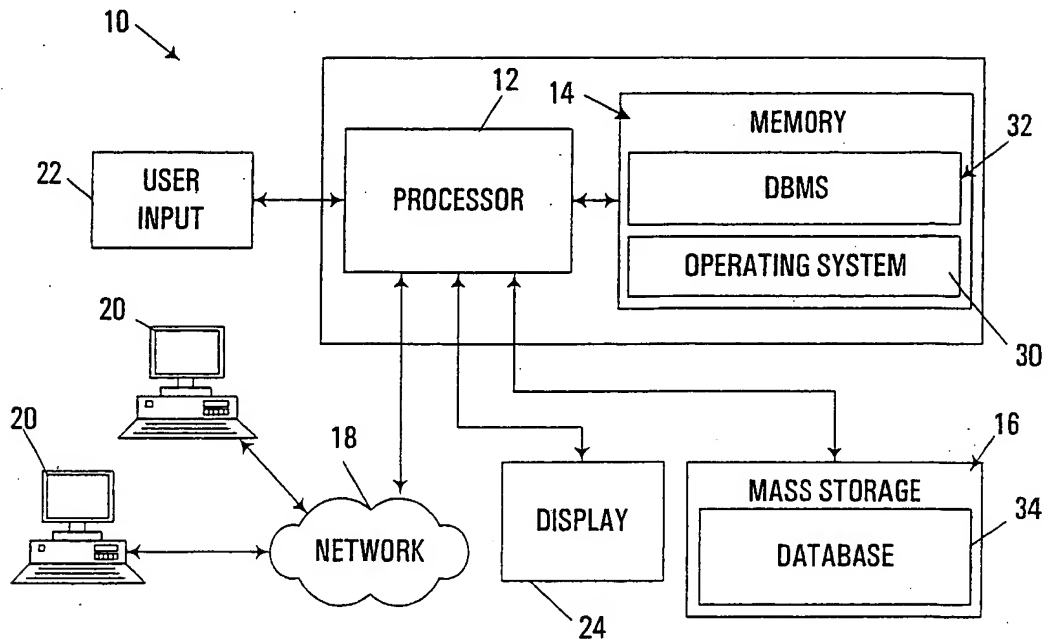 10
12
14
MEMORY
32
22
USER
INPUT
PROCESSOR
DBMS
OPERATING SYSTEM
20
30
20
18
16
NETWORK
DISPLAY
MASS STORAGE
34
DATABASE
24